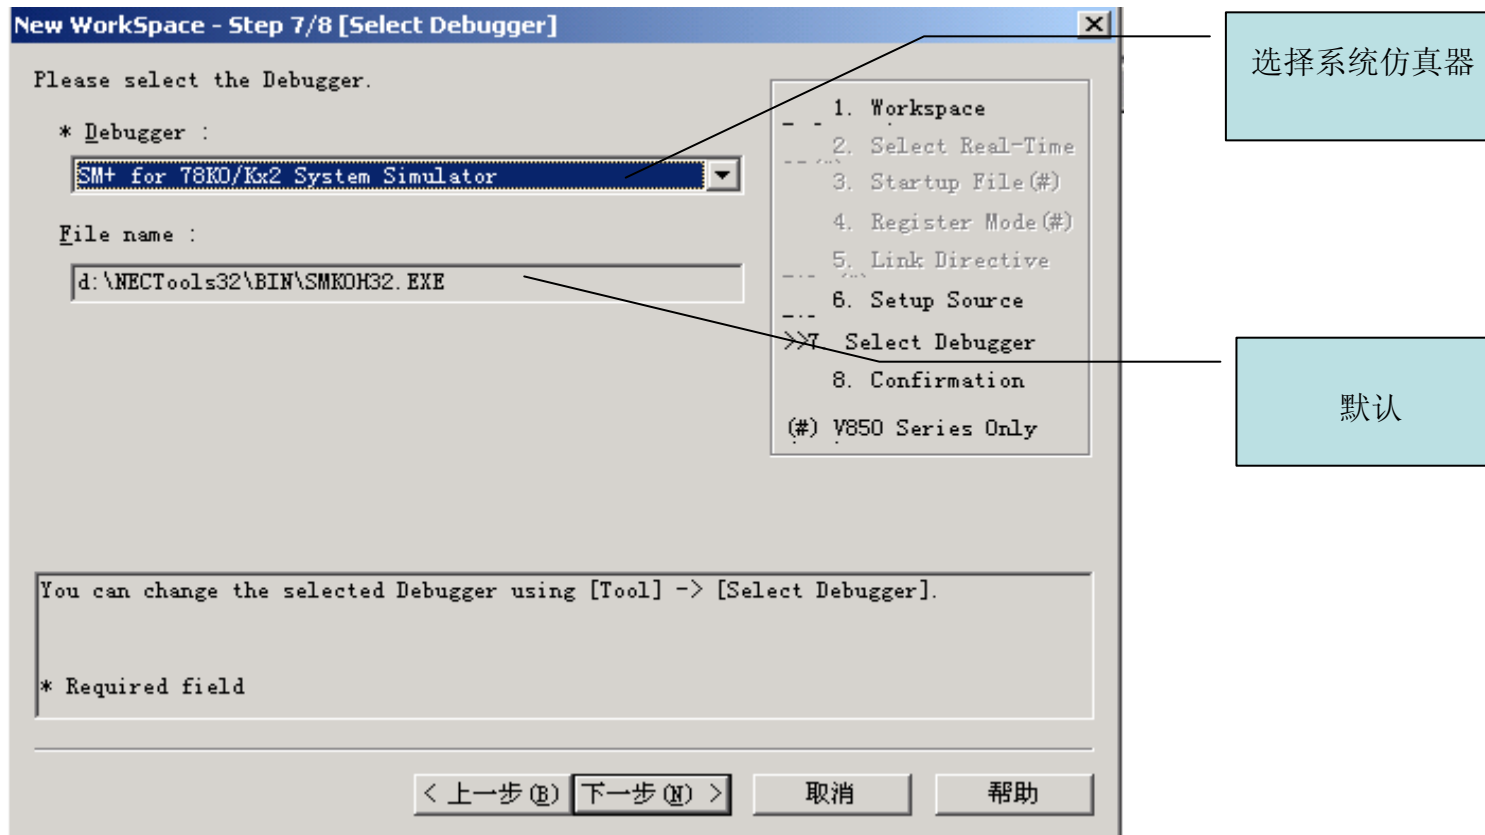 New WorkSpace - Step 7/8 [Select Debugger]
选择系统仿真器
Please select the Debugger.
* Debugger :
SM+ for 78K0/Kx2 System Simulator
File name :
d:\NECTools32\BIN\SMK0H32.EXE
1. Workspace
2. Select Real-Time
3. Startup File(#)
4. Register Mode(#)
5. Link Directive
6. Setup Source
>>7 Select Debugger
8. Confirmation
(#) V850 Series Only
默认
You can change the selected Debugger using [Tool] -> [Select Debugger].
* Required field
< 上一步(B)
下一步(N) >
取消
帮助